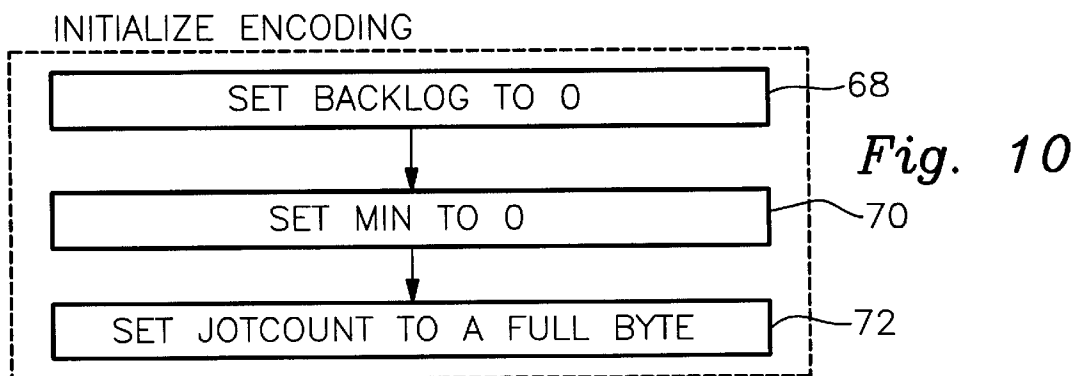 INITIALIZE ENCODING
SET BACKLOG TO 0
68
Fig. 10
SET MIN TO 0
70
SET JOTCOUNT TO A FULL BYTE
72